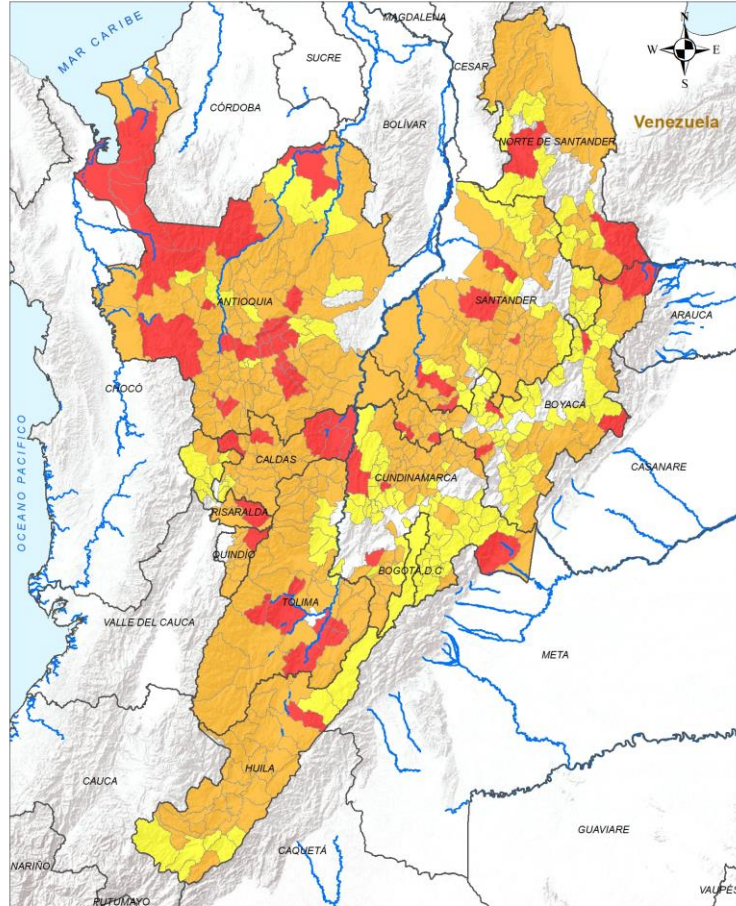 MAGDALENA
N
MAR CARIBE
SUCRE
W
E
CESAR
S
CÓRDOBA
BOLÍVAR
Venezuela
NORTE DE SANTANDER
ANTIOQUIA
SANTANDER
ARAUCA
CHOCÓ
BOYACÁ
OCEANO PACIFICO
CALDAS
CUNDINAMARCA
CASANARE
RISARALDA
QUINDÍO
BOGOTÁ, D.C
TOLIMA
VALLE DEL CAUCA
META
HUILA
CAUCA
GUAVIARE
CAQUETÁ
NARIÑO
PUTUMAYO
VAUPÉS